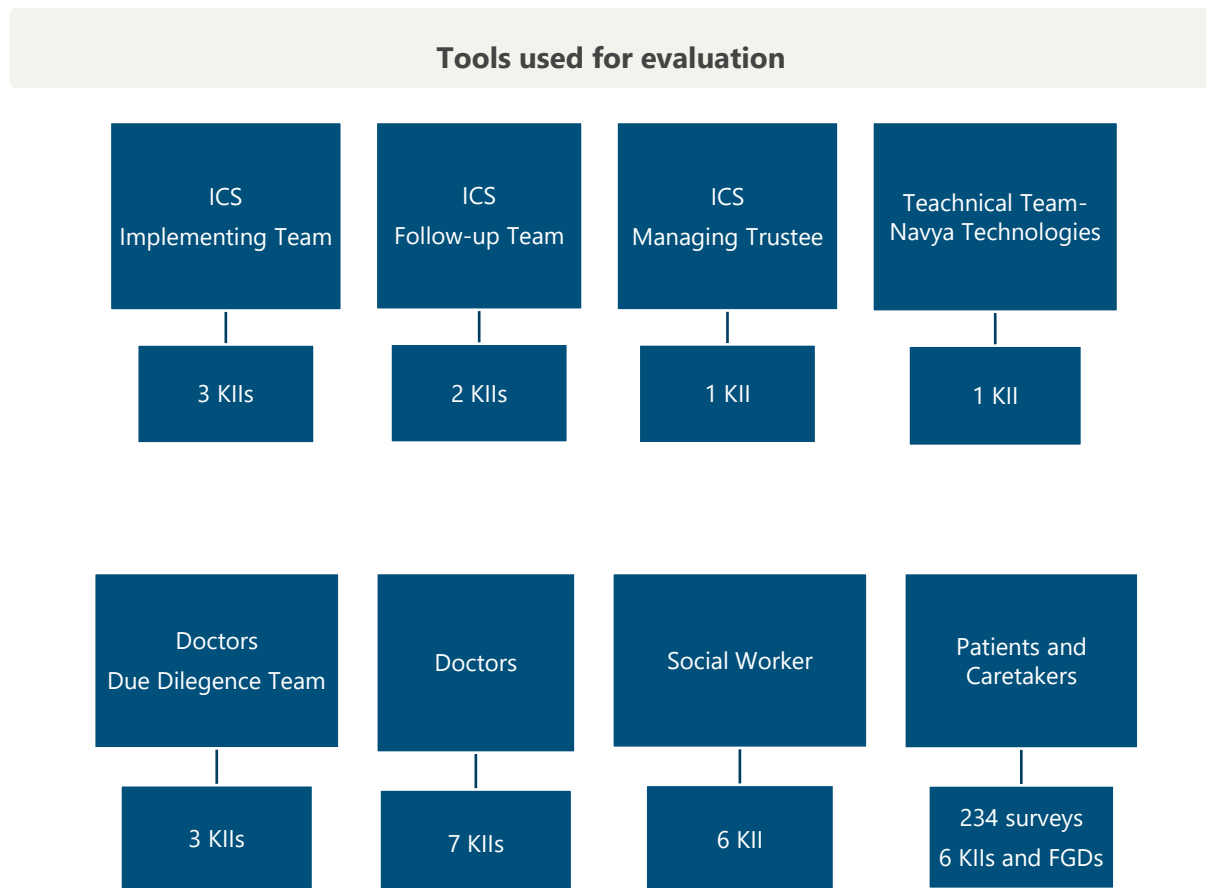 Tools used for evaluation
ICS
Implementing Team
ICS
Follow-up Team
ICS
Managing Trustee
Teachnical Team-
Navya Technologies
3 KIIs
2 KIIs
1 KII
1 KII
Doctors
Due Dilegence Team
Doctors
Social Worker
Patients and
Caretakers
3 KIIs
7 KIIs
6 KII
234 surveys
6 KIIs and FGDs